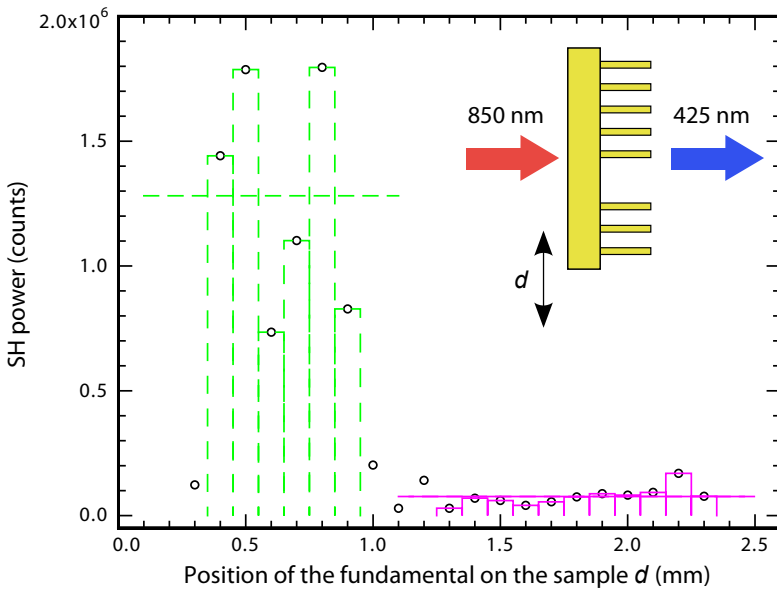 2.0x10⁶
1.5
1.0
0.5
0.0
SH power (counts)
850 nm
425 nm
d
0.0
0.5
1.0
1.5
2.0
2.5
Position of the fundamental on the sample d (mm)